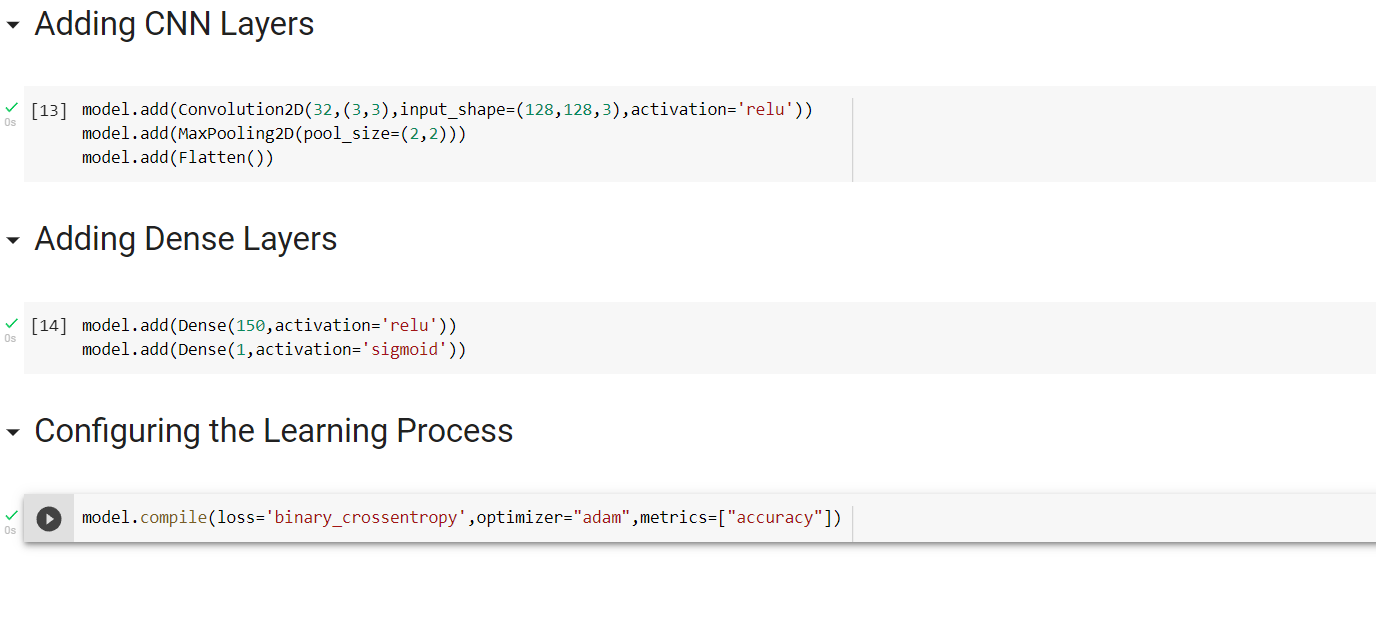 Adding CNN Layers
[13] model.add(Convolution2D(32,(3,3),input_shape=(128,128,3),activation='relu'))
0s
model.add(MaxPooling2D(pool_size=(2,2)))
model.add(Flatten())
Adding Dense Layers
[14] model.add(Dense(150,activation='relu'))
0s
model.add(Dense(1,activation='sigmoid'))
Configuring the Learning Process
model.compile(loss='binary_crossentropy',optimizer="adam",metrics=["accuracy"])
0s